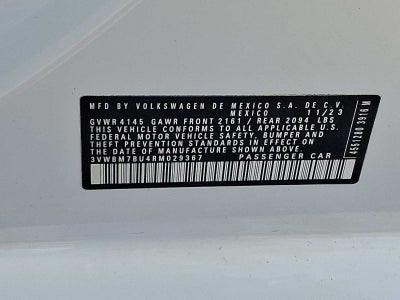 MFD BY VOLKSWAGEN DE MEXICO S.A. DE C.V.
MEXICO 11/23
GVWR 4145 GAWR FRONT 2161 / REAR 2094 LBS
THIS VEHICLE CONFORMS TO ALL APPLICABLE U.S.
FEDERAL MOTOR VEHICLE SAFETY, BUMPER AND
THEFT PREVENTION STANDARDS IN EFFECT ON
THE DATE OF MANUFACTURE SHOWN ABOVE.
3VWBM7BU4RM029367 PASSENGER CAR
4551280 3916 M